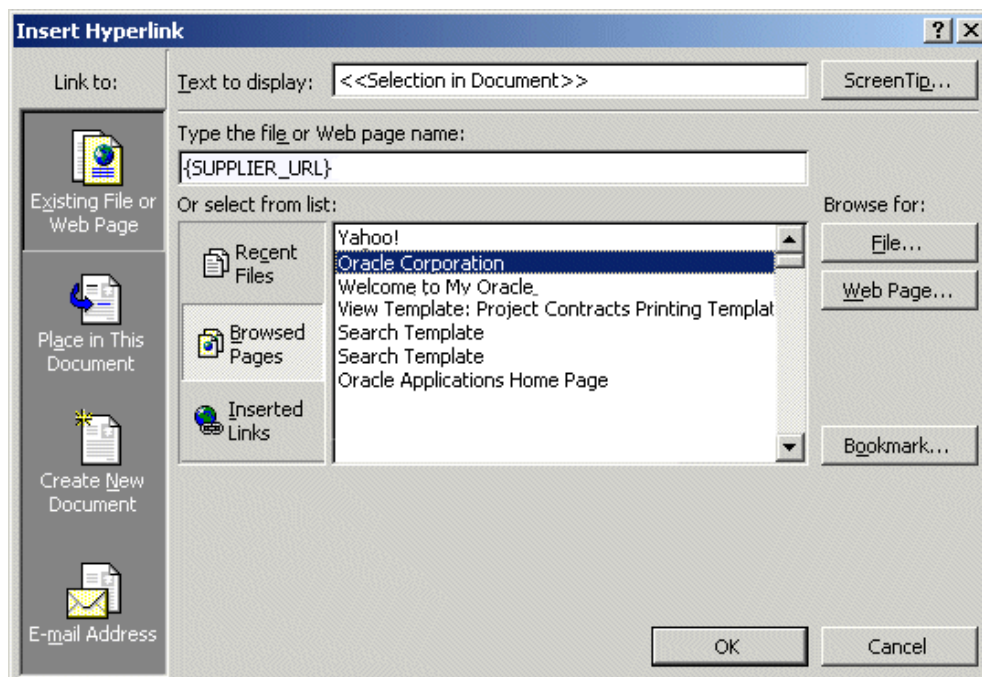 Insert Hyperlink
Link to:
Text to display:
<<Selection in Document>>
ScreenTip...
Type the file or Web page name:
{SUPPLIER_URL}
Existing File or
Web Page
Or select from list:
Browse for:
Recent
Files
Yahoo!
Oracle Corporation
Welcome to My Oracle_
View Template: Project Contracts Printing Templat
Search Template
Search Template
Oracle Applications Home Page
File...
Web Page...
Place in This
Document
Browsed
Pages
Inserted
Links
Bookmark...
Create New
Document
E-mail Address
OK
Cancel